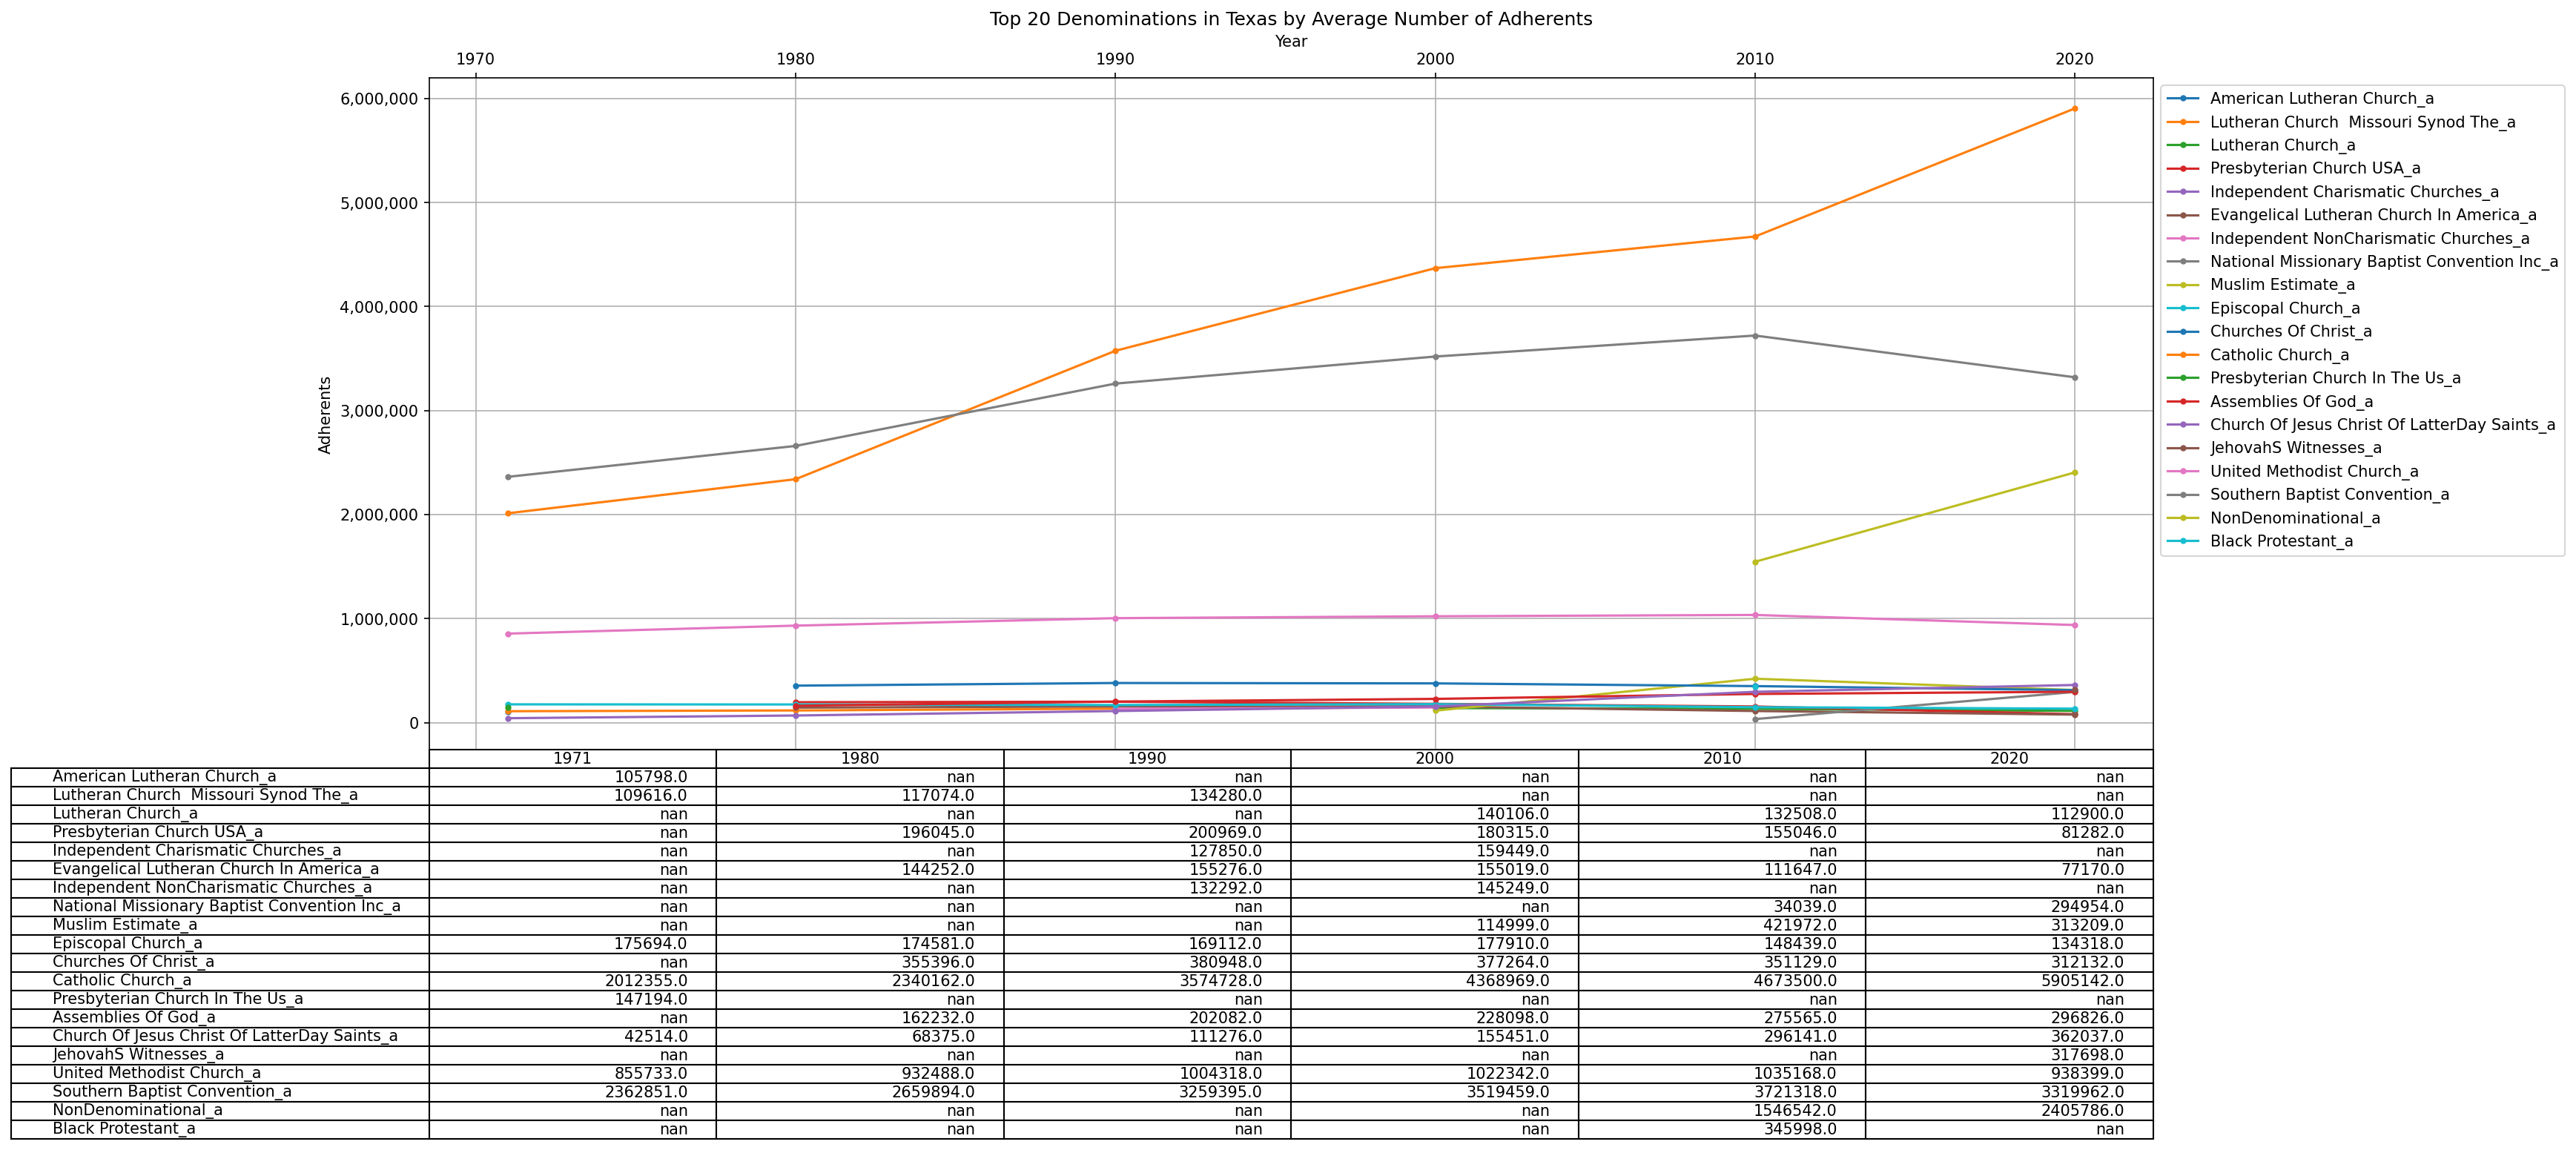 Top 20 Denominations in Texas by Average Number of Adherents
Year
1970 1980 1990 2000 2010 2020
6,000,000
5,000,000
4,000,000
3,000,000
2,000,000
1,000,000
0
Adherents
American Lutheran Church_a
Lutheran Church  Missouri Synod The_a
Lutheran Church_a
Presbyterian Church USA_a
Independent Charismatic Churches_a
Evangelical Lutheran Church In America_a
Independent NonCharismatic Churches_a
National Missionary Baptist Convention Inc_a
Muslim Estimate_a
Episcopal Church_a
Churches Of Christ_a
Catholic Church_a
Presbyterian Church In The Us_a
Assemblies Of God_a
Church Of Jesus Christ Of LatterDay Saints_a
JehovahS Witnesses_a
United Methodist Church_a
Southern Baptist Convention_a
NonDenominational_a
Black Protestant_a
1971 1980 1990 2000 2010 2020
American Lutheran Church_a 105798.0 nan nan nan nan nan
Lutheran Church  Missouri Synod The_a 109616.0 117074.0 134280.0 nan nan nan
Lutheran Church_a nan nan nan 140106.0 132508.0 112900.0
Presbyterian Church USA_a nan 196045.0 200969.0 180315.0 155046.0 81282.0
Independent Charismatic Churches_a nan nan 127850.0 159449.0 nan nan
Evangelical Lutheran Church In America_a nan 144252.0 155276.0 155019.0 111647.0 77170.0
Independent NonCharismatic Churches_a nan nan 132292.0 145249.0 nan nan
National Missionary Baptist Convention Inc_a nan nan nan nan 34039.0 294954.0
Muslim Estimate_a nan nan nan 114999.0 421972.0 313209.0
Episcopal Church_a 175694.0 174581.0 169112.0 177910.0 148439.0 134318.0
Churches Of Christ_a nan 355396.0 380948.0 377264.0 351129.0 312132.0
Catholic Church_a 2012355.0 2340162.0 3574728.0 4368969.0 4673500.0 5905142.0
Presbyterian Church In The Us_a 147194.0 nan nan nan nan nan
Assemblies Of God_a nan 162232.0 202082.0 228098.0 275565.0 296826.0
Church Of Jesus Christ Of LatterDay Saints_a 42514.0 68375.0 111276.0 155451.0 296141.0 362037.0
JehovahS Witnesses_a nan nan nan nan nan 317698.0
United Methodist Church_a 855733.0 932488.0 1004318.0 1022342.0 1035168.0 938399.0
Southern Baptist Convention_a 2362851.0 2659894.0 3259395.0 3519459.0 3721318.0 3319962.0
NonDenominational_a nan nan nan nan 1546542.0 2405786.0
Black Protestant_a nan nan nan nan 345998.0 nan